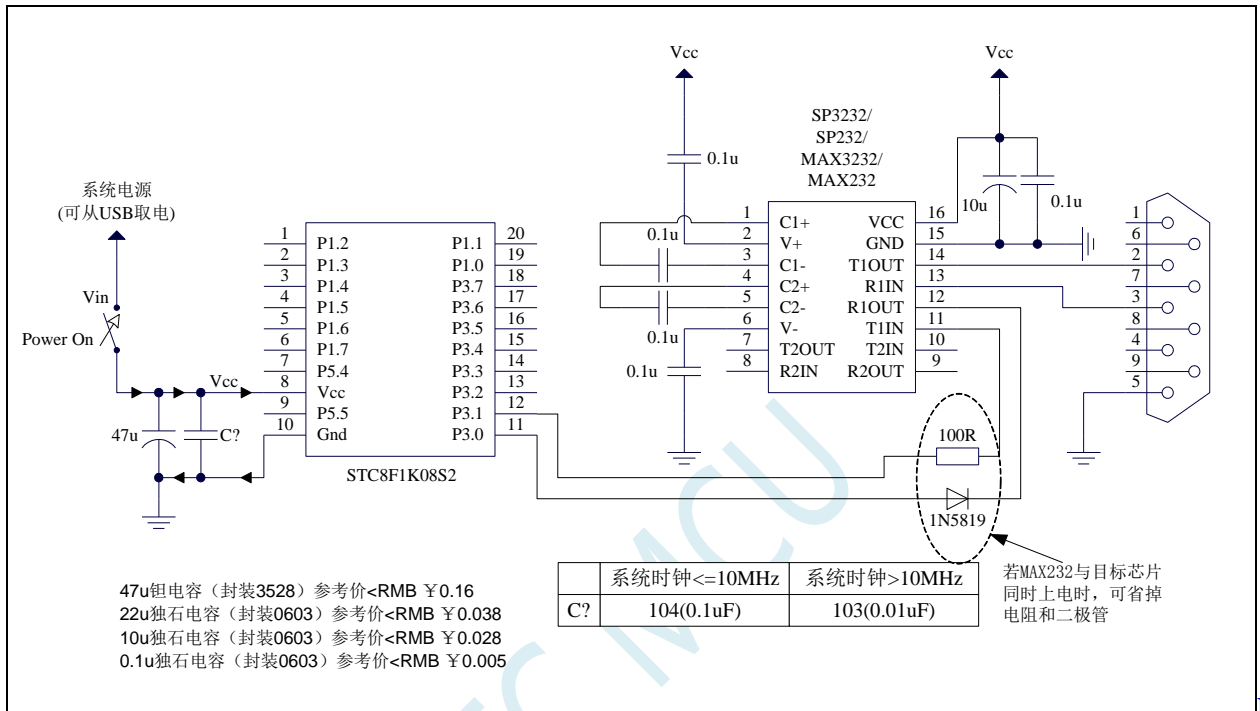 Vcc
Vcc
SP3232/
SP232/
MAX3232/
MAX232
0.1u
10u
0.1u
系统电源
(可从USB取电)
Vin
Power On
Vcc
47u
C?
1 P1.2 P1.1 20
2 P1.3 P1.0 19
3 P1.4 P3.7 18
4 P1.5 P3.6 17
5 P1.6 P3.5 16
6 P1.7 P3.4 15
7 P5.4 P3.3 14
8 Vcc P3.2 13
9 P5.5 P3.1 12
10 Gnd P3.0 11
STC8F1K08S2
0.1u
0.1u
0.1u
1 C1+ VCC 16
2 V+ GND 15
3 C1- T1OUT 14
4 C2+ R1IN 13
5 C2- R1OUT 12
6 V- T1IN 11
7 T2OUT T2IN 10
8 R2IN R2OUT 9
1
6
2
7
3
8
4
9
5
100R
1N5819
若MAX232与目标芯片
同时上电时，可省掉
电阻和二极管
系统时钟<=10MHz 系统时钟>10MHz
C? 104(0.1uF) 103(0.01uF)
47u钽电容（封装3528）参考价<RMB ￥0.16
22u独石电容（封装0603）参考价<RMB ￥0.038
10u独石电容（封装0603）参考价<RMB ￥0.028
0.1u独石电容（封装0603）参考价<RMB ￥0.005
TC MCU